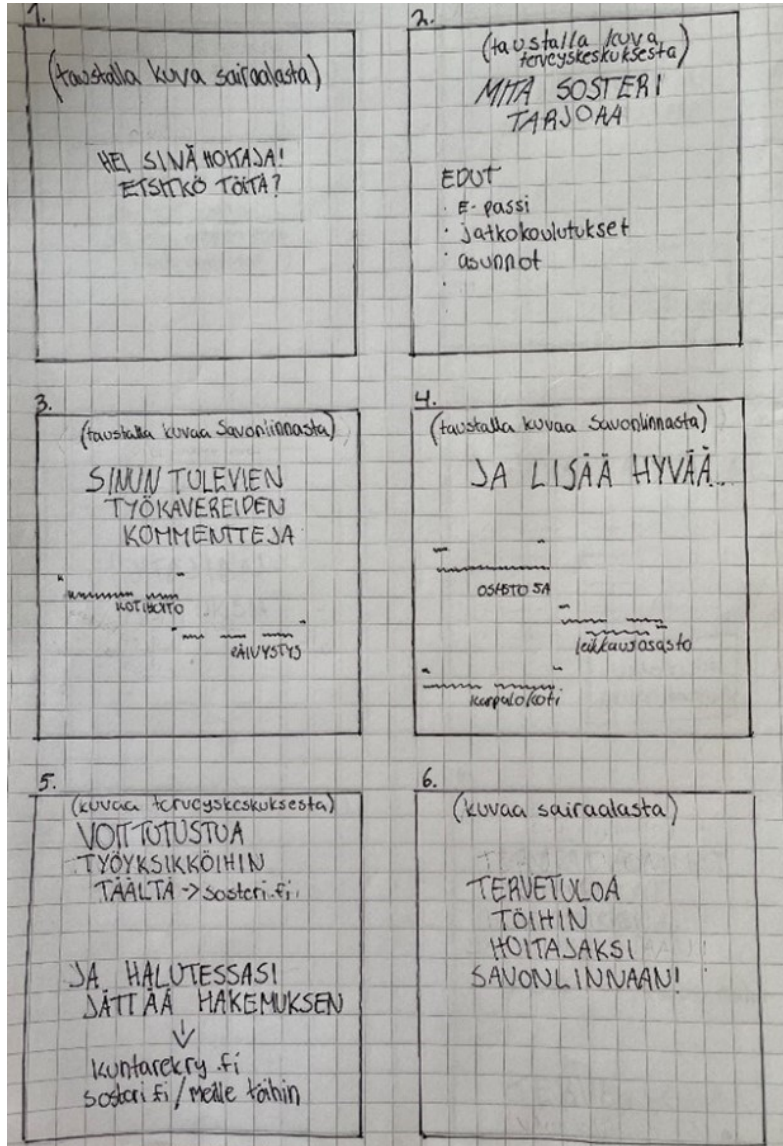 1.
(taustalla kuva sairaalasta)
HEI SINÄ HOITAJA!
ETSITKÖ TÖITÄ?
2.
(taustalla kuva
terveyskeskuksesta)
MITÄ SOSTERI
TARJOAA
EDUT
· E-passi
· jatkokoulutukset
· asunnot
·
3.
(taustalla kuvaa Savonlinnasta)
SINUN TULEVIEN
TYÖKAVEREIDEN
KOMMENTTEJA
KOTIHOITO
PÄIVYSTYS
4.
(taustalla kuvaa Savonlinnasta)
JA LISÄÄ HYVÄÄ...
OSASTO 5A
leikkausosasto
Karpalokoti
5.
(kuvaa terveyskeskuksesta)
VOIT TUTUSTUA
TYÖYKSIKKÖIHIN
TÄÄLTÄ -> sosteri.fi
JA HALUTESSASI
JÄTTÄÄ HAKEMUKSEN
↓
kuntarekry.fi
sosteri.fi/meille töihin
6.
(kuvaa sairaalasta)
TERVETULOA
TÖIHIN
HOITAJAKSI
SAVONLINNAAN!